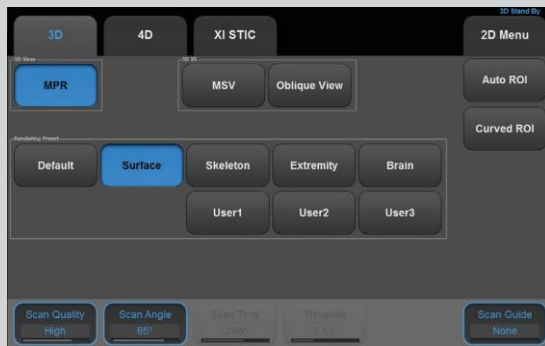 3D Stand By
3D
4D
XI STIC
2D Menu
3D View
MPR
3D XI
MSV
Oblique View
Auto ROI
Curved ROI
Rendering Preset
Default
Surface
Skeleton
Extremity
Brain
User1
User2
User3
Scan Quality
High
Scan Angle
65°
Scan Time
Scan Guide
None